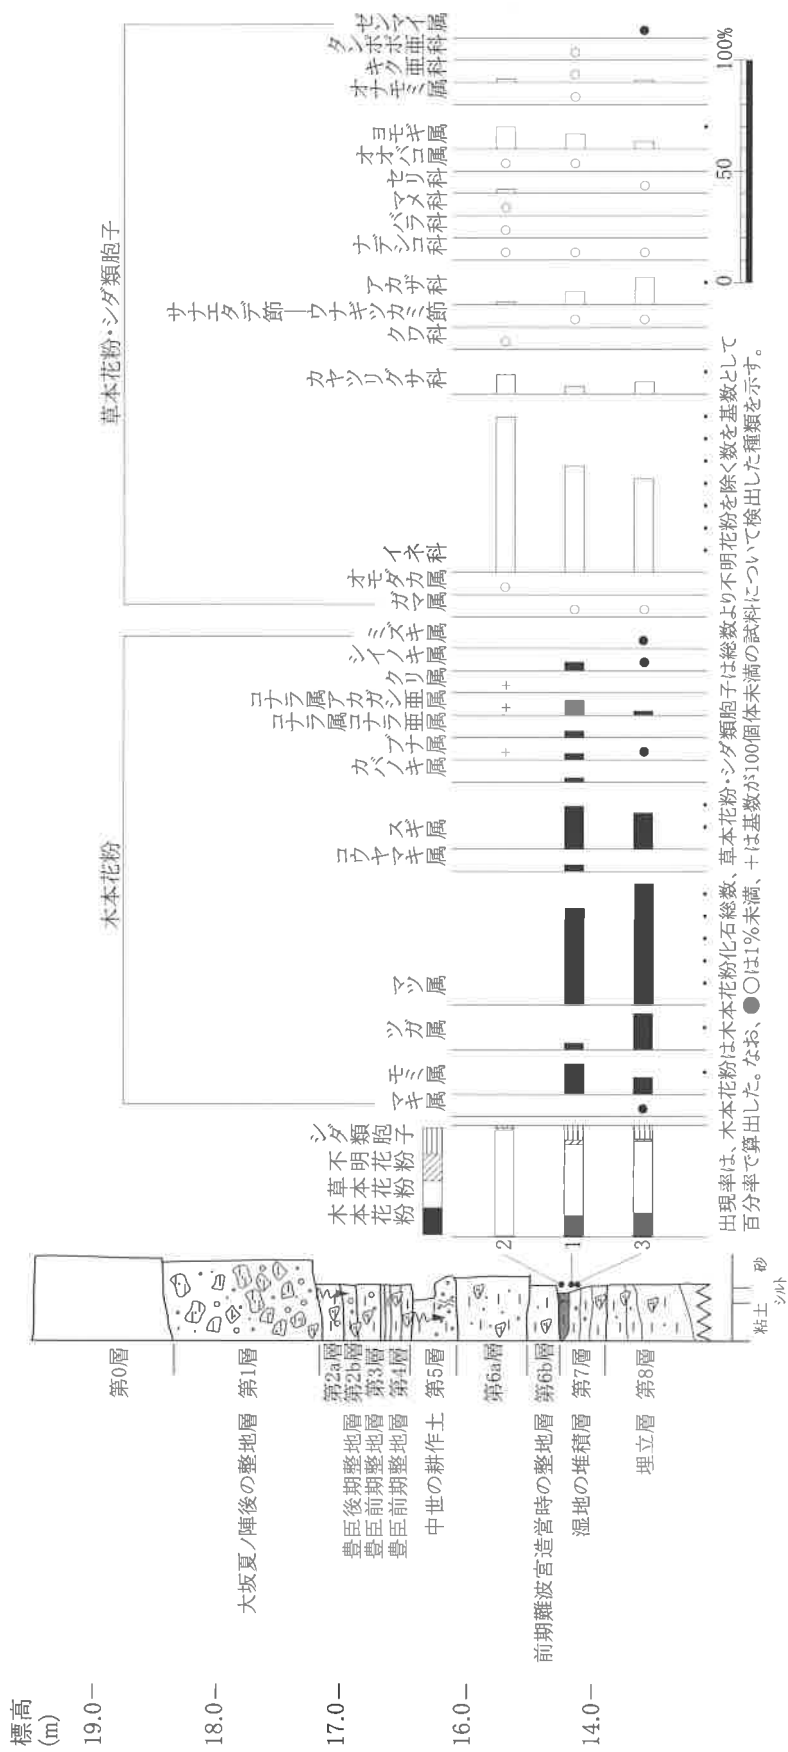 標高
(m)
19.0
18.0
17.0
16.0
14.0
大坂夏ノ陣後の整地層
豊臣後期整地層
豊臣前期整地層
豊臣前期整地層
中世の耕作土
前期難波宮造営時の整地層
湿地の堆積層
埋立層
第0層
第1層
第2a層
第2b層
第3層
第4層
第5層
第6a層
第6b層
第7層
第8層
粘土
シルト
砂
2
1
3
木本花粉
草本花粉
不明花粉
シダ類胞子
木本花粉
マキ属
モミ属
ツガ属
マツ属
コウヤマキ属
スギ属
カバノキ属
ブナ属
コナラ属コナラ亜属
コナラ属アカガシ亜属
クリ属
シイノキ属
ミズキ属
草本花粉・シダ類胞子
ガマ属
オモダカ属
イネ科
カヤツリグサ科
クワ科
サナエタデ節―ウナギツカミ節
アカザ科
ナデシコ科
バラ科
マメ科
セリ科
オオバコ属
ヨモギ属
オナモミ属
キク亜科
タンポポ亜科
ゼンマイ属
0
50
100%
出現率は、木本花粉は木本花粉化石総数、草本花粉・シダ類胞子は総数より不明花粉を除く数を基数として
百分率で算出した。なお、●○は1%未満、＋は基数が100個体未満の試料について検出した種類を示す。